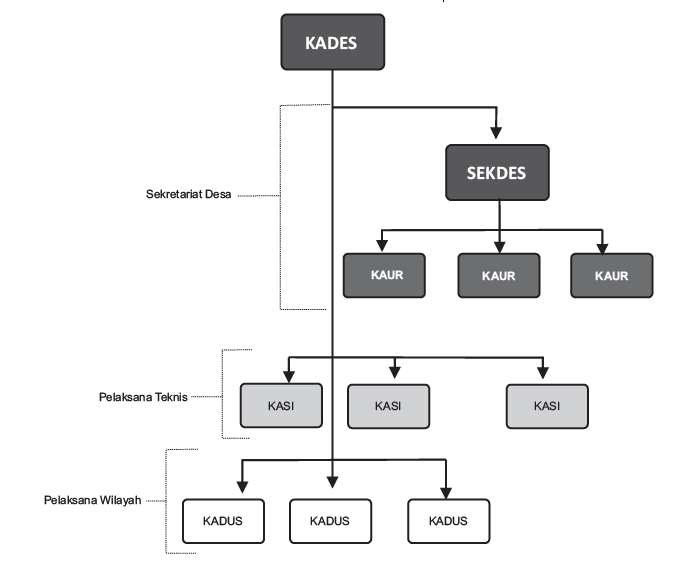 KADES
SEKDES
Sekretariat Desa
KAUR
KAUR
KAUR
Pelaksana Teknis
KASI
KASI
KASI
Pelaksana Wilayah
KADUS
KADUS
KADUS